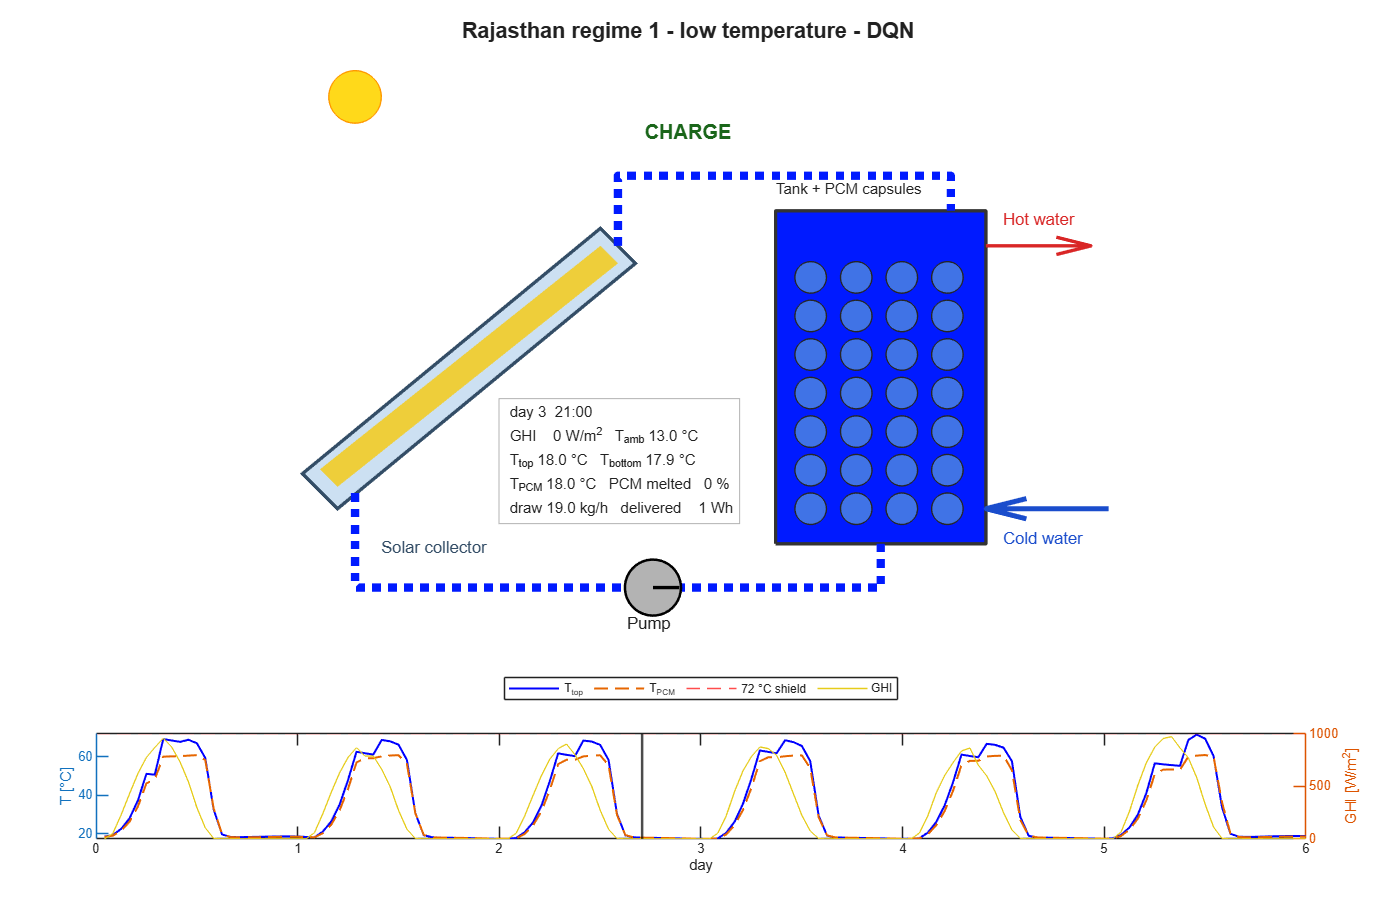 Rajasthan regime 1 - low temperature - DQN
CHARGE
Tank + PCM capsules
Hot water
day 3  21:00
GHI    0 W/m²   Tamb 13.0 °C
Ttop 18.0 °C   Tbottom 17.9 °C
TPCM 18.0 °C   PCM melted   0 %
draw 19.0 kg/h   delivered    1 Wh
Solar collector
Cold water
Pump
Ttop   TPCM   72 °C shield   GHI
T [°C]
60
40
20
1000
500
0
GHI [W/m²]
0 1 2 3 4 5 6
day